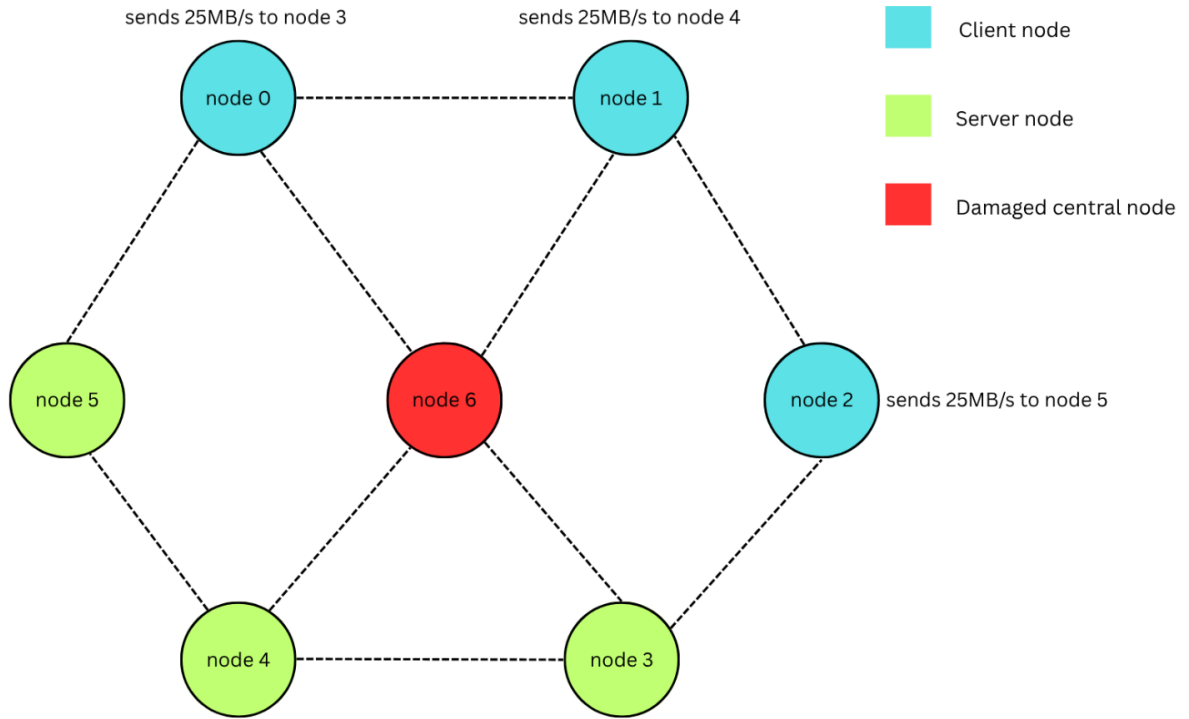 sends 25MB/s to node 3
sends 25MB/s to node 4
Client node
node 0
node 1
Server node
Damaged central node
node 5
node 6
node 2
sends 25MB/s to node 5
node 4
node 3